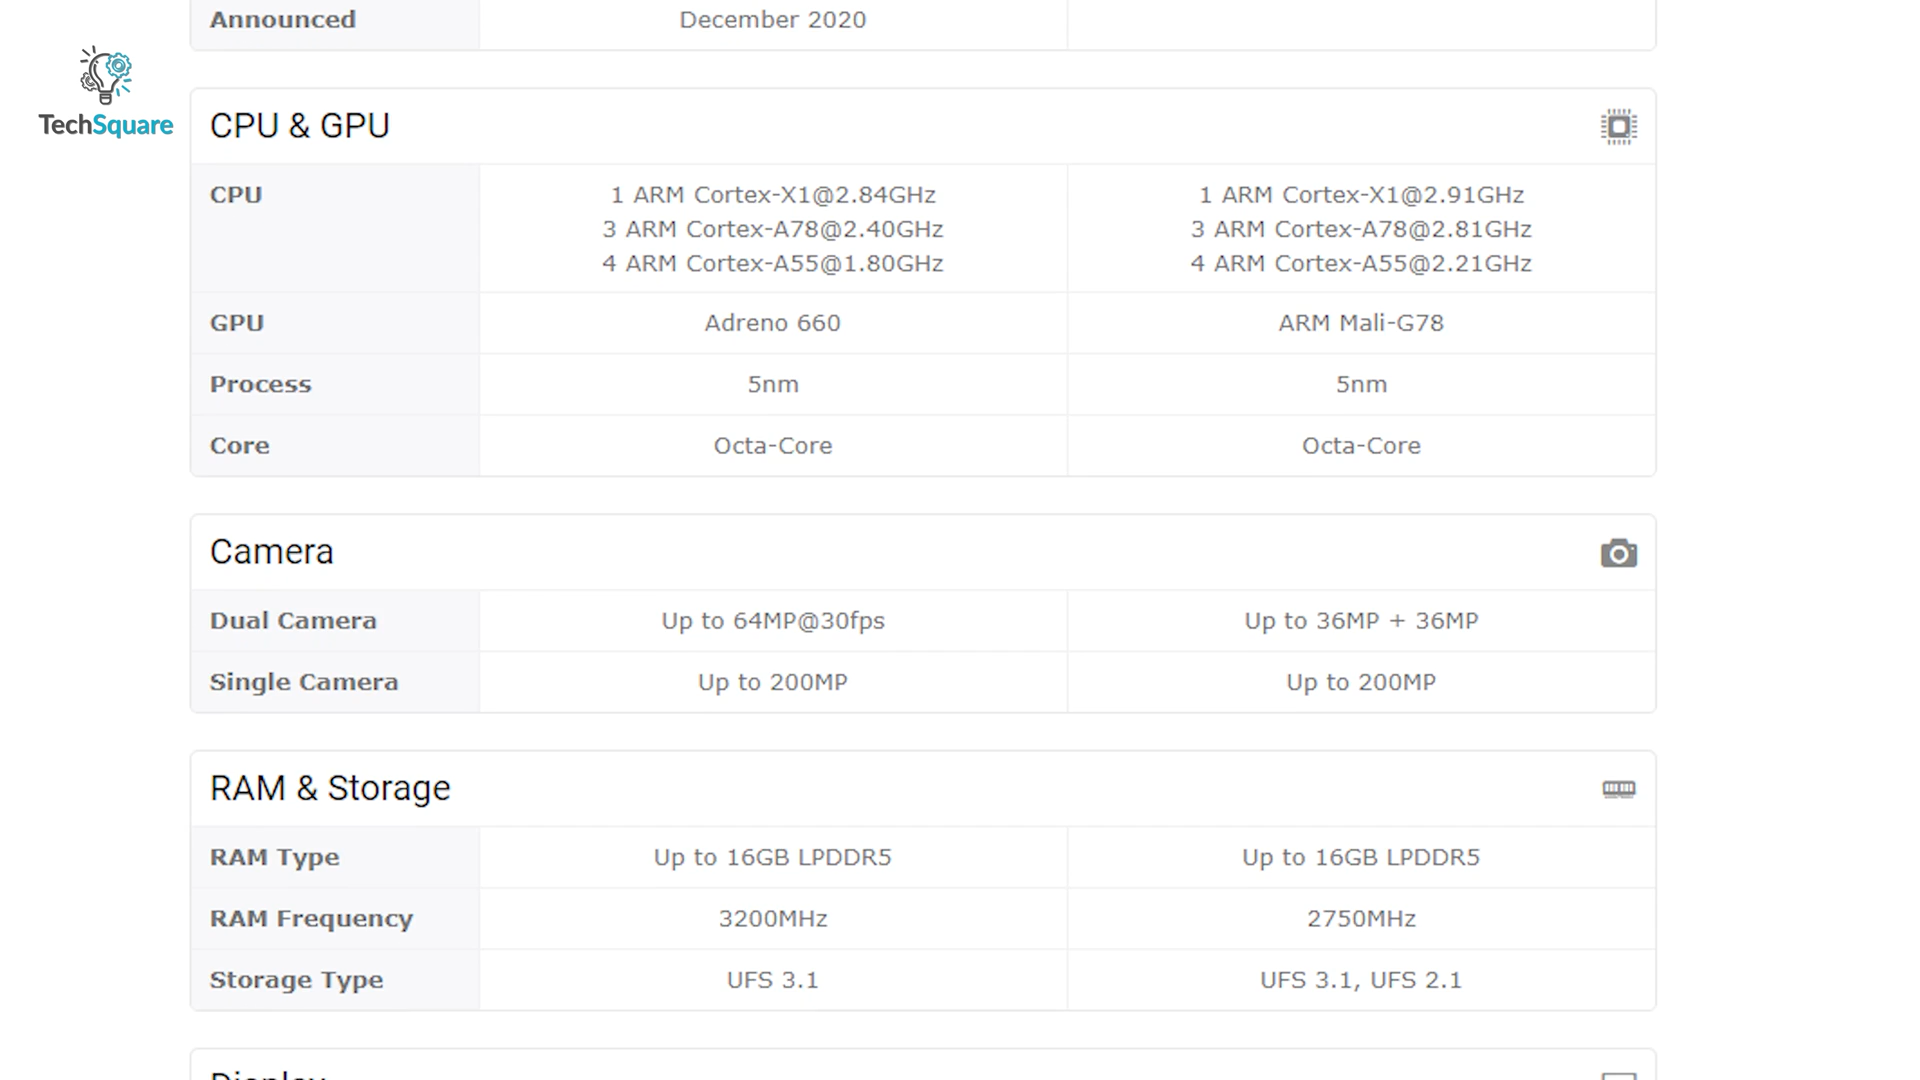 Announced December 2020
TechSquare
CPU & GPU
CPU 1 ARM Cortex-X1@2.84GHz 1 ARM Cortex-X1@2.91GHz
3 ARM Cortex-A78@2.40GHz 3 ARM Cortex-A78@2.81GHz
4 ARM Cortex-A55@1.80GHz 4 ARM Cortex-A55@2.21GHz
GPU Adreno 660 ARM Mali-G78
Process 5nm 5nm
Core Octa-Core Octa-Core
Camera
Dual Camera Up to 64MP@30fps Up to 36MP + 36MP
Single Camera Up to 200MP Up to 200MP
RAM & Storage
RAM Type Up to 16GB LPDDR5 Up to 16GB LPDDR5
RAM Frequency 3200MHz 2750MHz
Storage Type UFS 3.1 UFS 3.1, UFS 2.1
Display